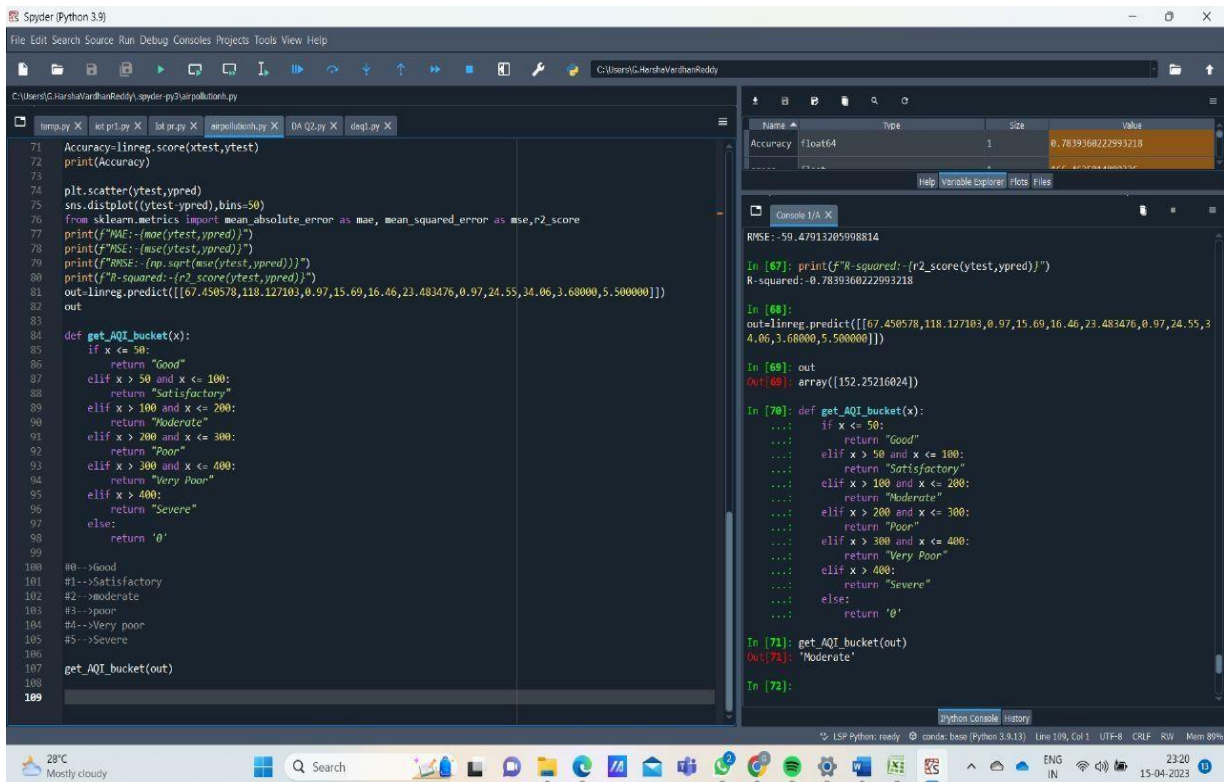 Spyder (Python 3.9)
File Edit Search Source Run Debug Consoles Projects Tools View Help
C:\Users\G.HarshaVardhanReddy
C:\Users\G.HarshaVardhanReddy\.spyder-py3\airpollutionh.py
temp.py X iot pr1.py X Iot pr.py X airpollutionh.py X DA Q2.py X daq1.py X
71 Accuracy=linreg.score(xtest,ytest)
72 print(Accuracy)
73
74 plt.scatter(ytest,ypred)
75 sns.distplot((ytest-ypred),bins=50)
76 from sklearn.metrics import mean_absolute_error as mae, mean_squared_error as mse,r2_score
77 print(f"MAE:-{mae(ytest,ypred)}")
78 print(f"MSE:-{mse(ytest,ypred)}")
79 print(f"RMSE:-{np.sqrt(mse(ytest,ypred))}")
80 print(f"R-squared:-{r2_score(ytest,ypred)}")
81 out=linreg.predict([[67.450578,118.127103,0.97,15.69,16.46,23.483476,0.97,24.55,34.06,3.68000,5.500000]])
82 out
83
84 def get_AQI_bucket(x):
85 if x <= 50:
86 return "Good"
87 elif x > 50 and x <= 100:
88 return "Satisfactory"
89 elif x > 100 and x <= 200:
90 return "Moderate"
91 elif x > 200 and x <= 300:
92 return "Poor"
93 elif x > 300 and x <= 400:
94 return "Very Poor"
95 elif x > 400:
96 return "Severe"
97 else:
98 return '0'
99
100 #0-->Good
101 #1-->Satisfactory
102 #2-->moderate
103 #3-->poor
104 #4-->Very poor
105 #5-->Severe
106
107 get_AQI_bucket(out)
108
109
Name Type Size Value
Accuracy float64 1 0.7839360222993218
Help Variable Explorer Plots Files
Console 1/A X
RMSE:-59.47913205998814
In [67]: print(f"R-squared:-{r2_score(ytest,ypred)}")
R-squared:-0.7839360222993218
In [68]:
out=linreg.predict([[67.450578,118.127103,0.97,15.69,16.46,23.483476,0.97,24.55,3
4.06,3.68000,5.500000]])
In [69]: out
Out[69]: array([152.25216024])
In [70]: def get_AQI_bucket(x):
...: if x <= 50:
...: return "Good"
...: elif x > 50 and x <= 100:
...: return "Satisfactory"
...: elif x > 100 and x <= 200:
...: return "Moderate"
...: elif x > 200 and x <= 300:
...: return "Poor"
...: elif x > 300 and x <= 400:
...: return "Very Poor"
...: elif x > 400:
...: return "Severe"
...: else:
...: return '0'
In [71]: get_AQI_bucket(out)
Out[71]: 'Moderate'
In [72]:
IPython Console History
LSP Python: ready conda: base (Python 3.9.13) Line 109, Col 1 UTF-8 CRLF RW Mem 89%
28°C
Mostly cloudy
Search
ENG
IN
23:20
15-04-2023
13